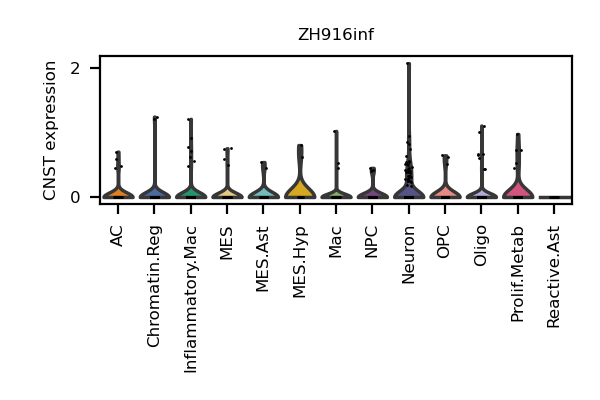 ZH916inf
CNST expression
2
0
AC
Chromatin.Reg
Inflammatory.Mac
MES
MES.Ast
MES.Hyp
Mac
NPC
Neuron
OPC
Oligo
Prolif.Metab
Reactive.Ast